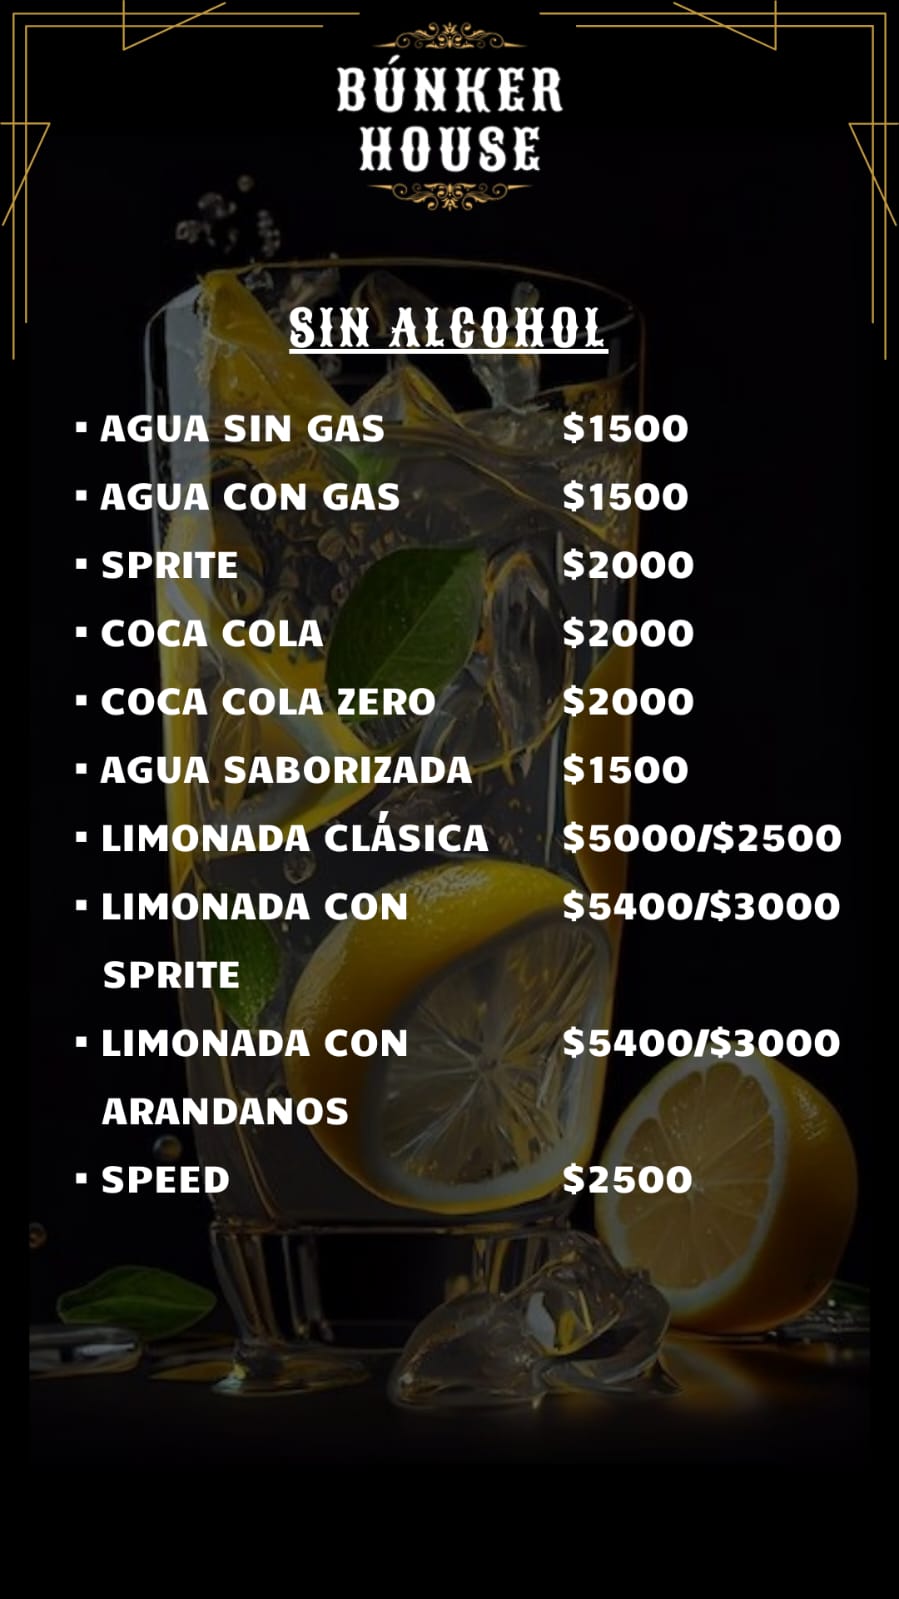 BÚNKER
HOUSE
SIN ALCOHOL
▪ AGUA SIN GAS $1500
▪ AGUA CON GAS $1500
▪ SPRITE $2000
▪ COCA COLA $2000
▪ COCA COLA ZERO $2000
▪ AGUA SABORIZADA $1500
▪ LIMONADA CLÁSICA $5000/$2500
▪ LIMONADA CON $5400/$3000
SPRITE
▪ LIMONADA CON $5400/$3000
ARANDANOS
▪ SPEED $2500